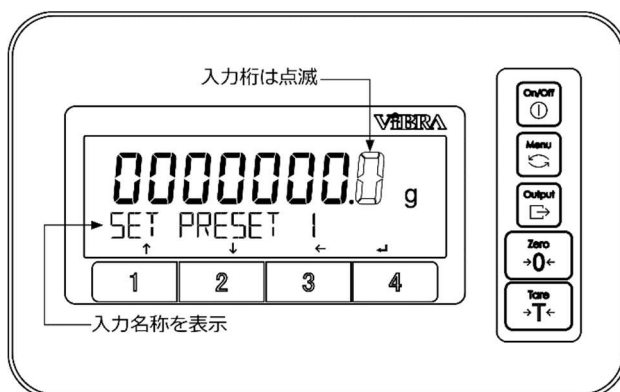 入力桁は点滅
ViBRA
0000000.0 g
SET PRESET 1
↑ ↓ ← ↵
1 2 3 4
入力名称を表示
On/Off
Menu
Output
Zero
→0←
Tare
→T←